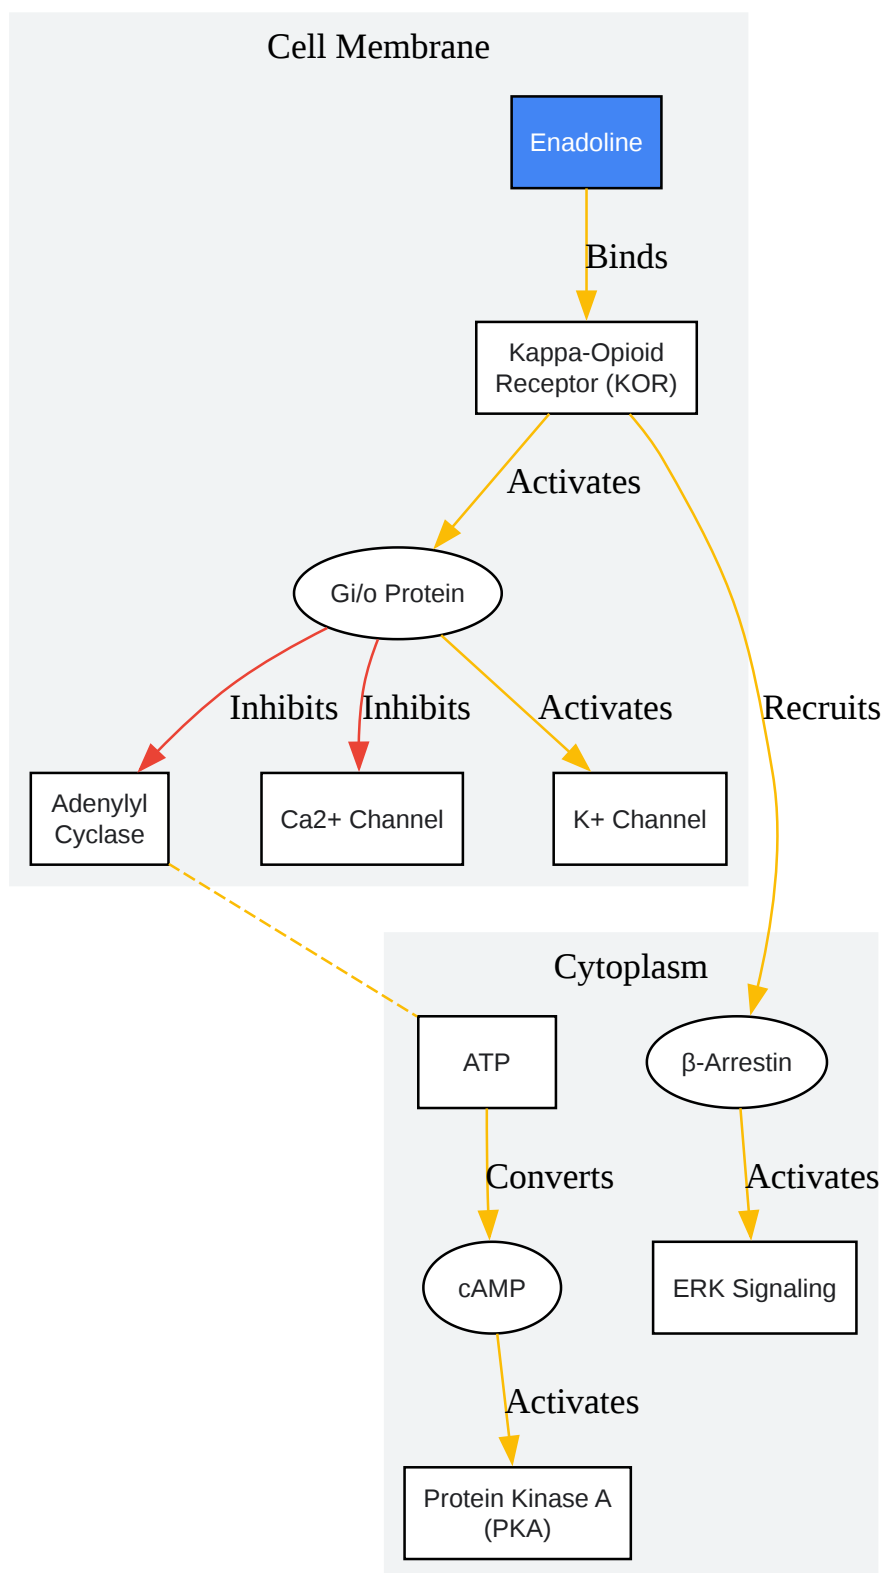 Cell Membrane
Enadoline
Binds
Kappa-Opioid
Receptor (KOR)
Activates
Gi/o Protein
Inhibits
Inhibits
Activates
Recruits
Adenylyl
Cyclase
Ca2+ Channel
K+ Channel
Cytoplasm
ATP
β-Arrestin
Converts
Activates
cAMP
ERK Signaling
Activates
Protein Kinase A
(PKA)